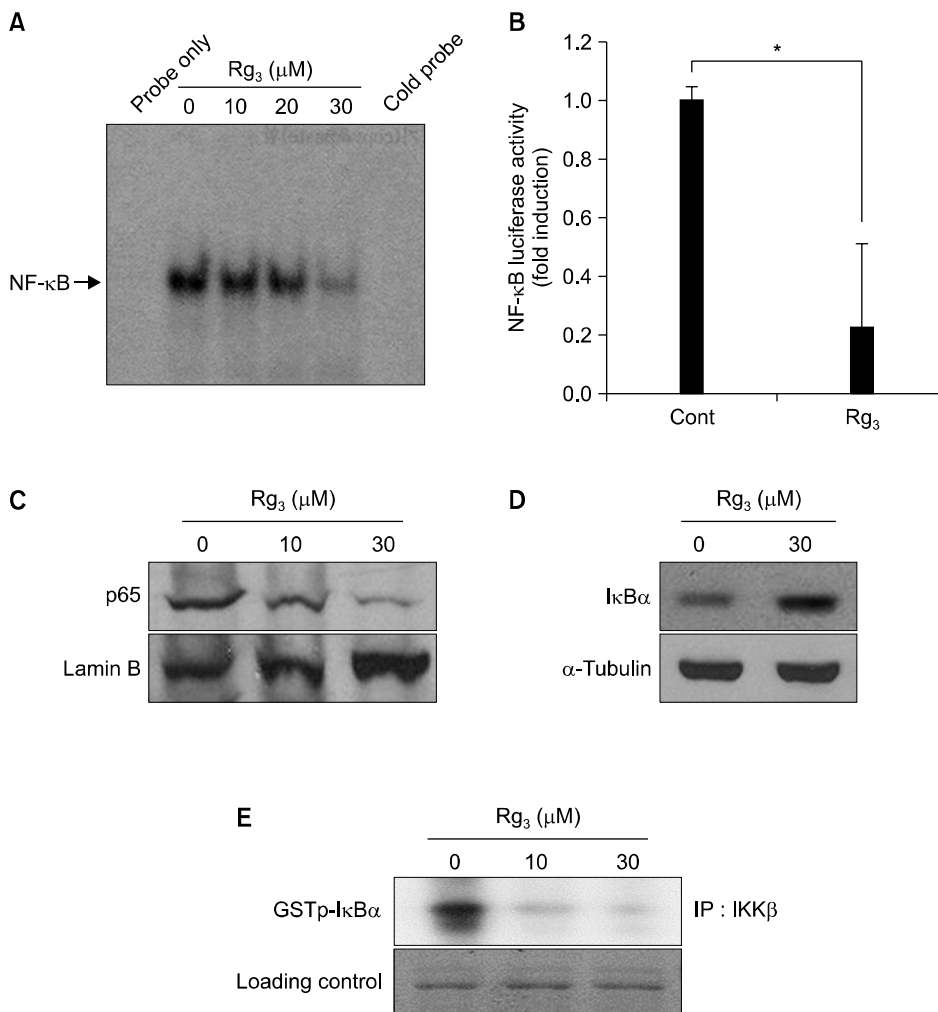 A
Probe only
Rg3 (μM)
0 10 20 30
Cold probe
NF-κB
B
NF-κB luciferase activity
(fold induction)
1.2
1.0
0.8
0.6
0.4
0.2
0.0
*
Cont Rg3
C
Rg3 (μM)
0 10 30
p65
Lamin B
D
Rg3 (μM)
0 30
IκBα
α-Tubulin
E
Rg3 (μM)
0 10 30
GSTp-IκBα
IP : IKKβ
Loading control